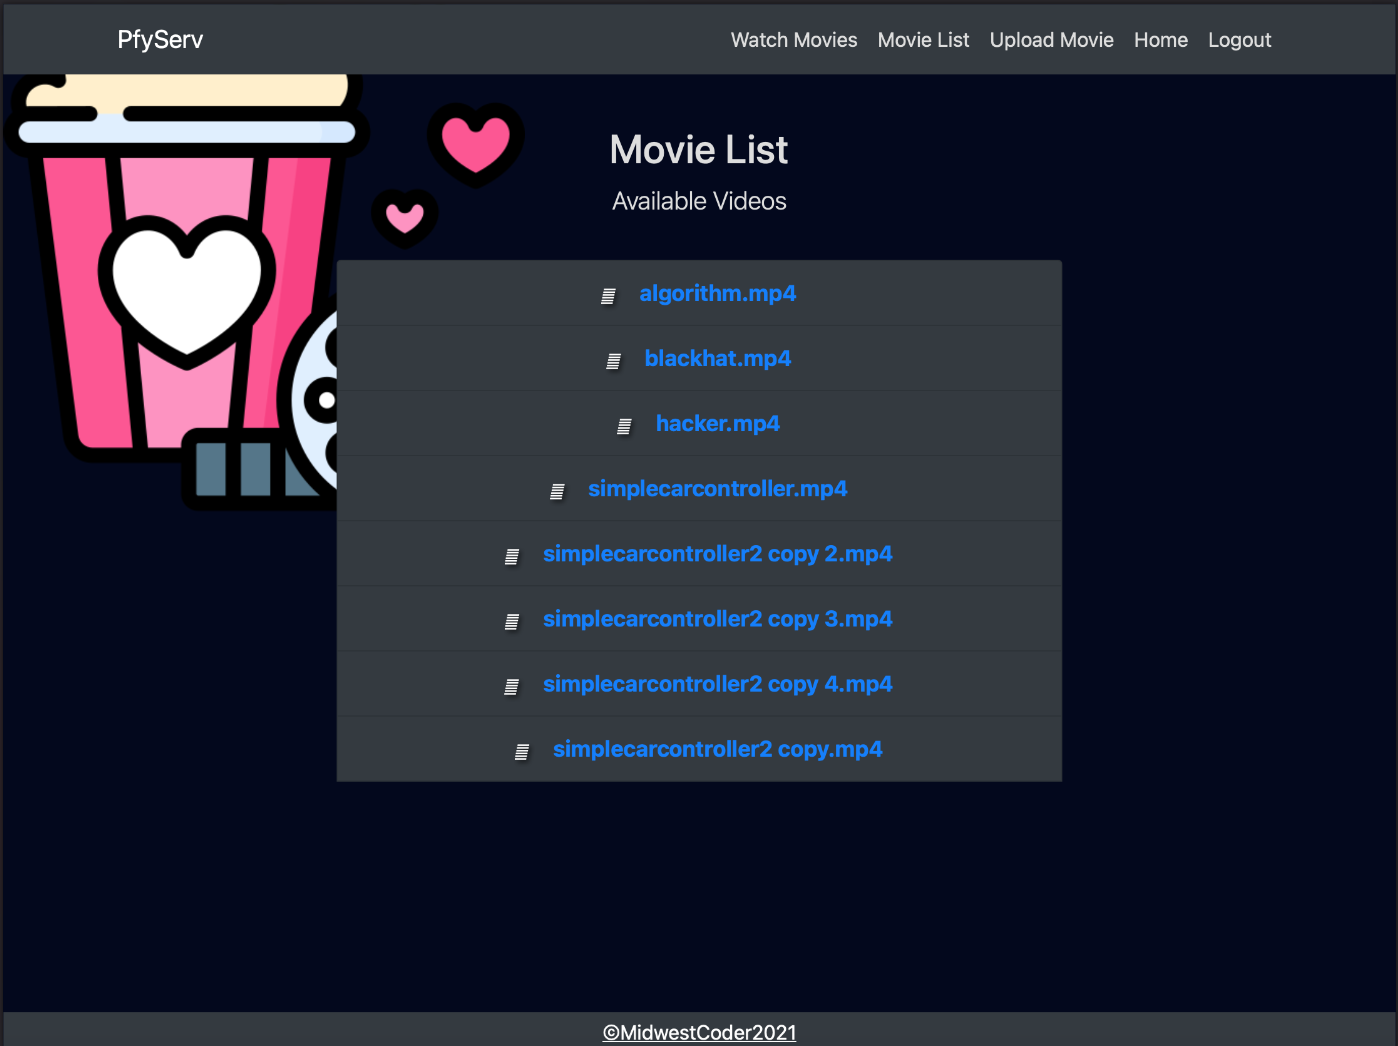 PfyServ Watch Movies Movie List Upload Movie Home Logout
Movie List
Available Videos
algorithm.mp4
blackhat.mp4
hacker.mp4
simplecarcontroller.mp4
simplecarcontroller2 copy 2.mp4
simplecarcontroller2 copy 3.mp4
simplecarcontroller2 copy 4.mp4
simplecarcontroller2 copy.mp4
©MidwestCoder2021